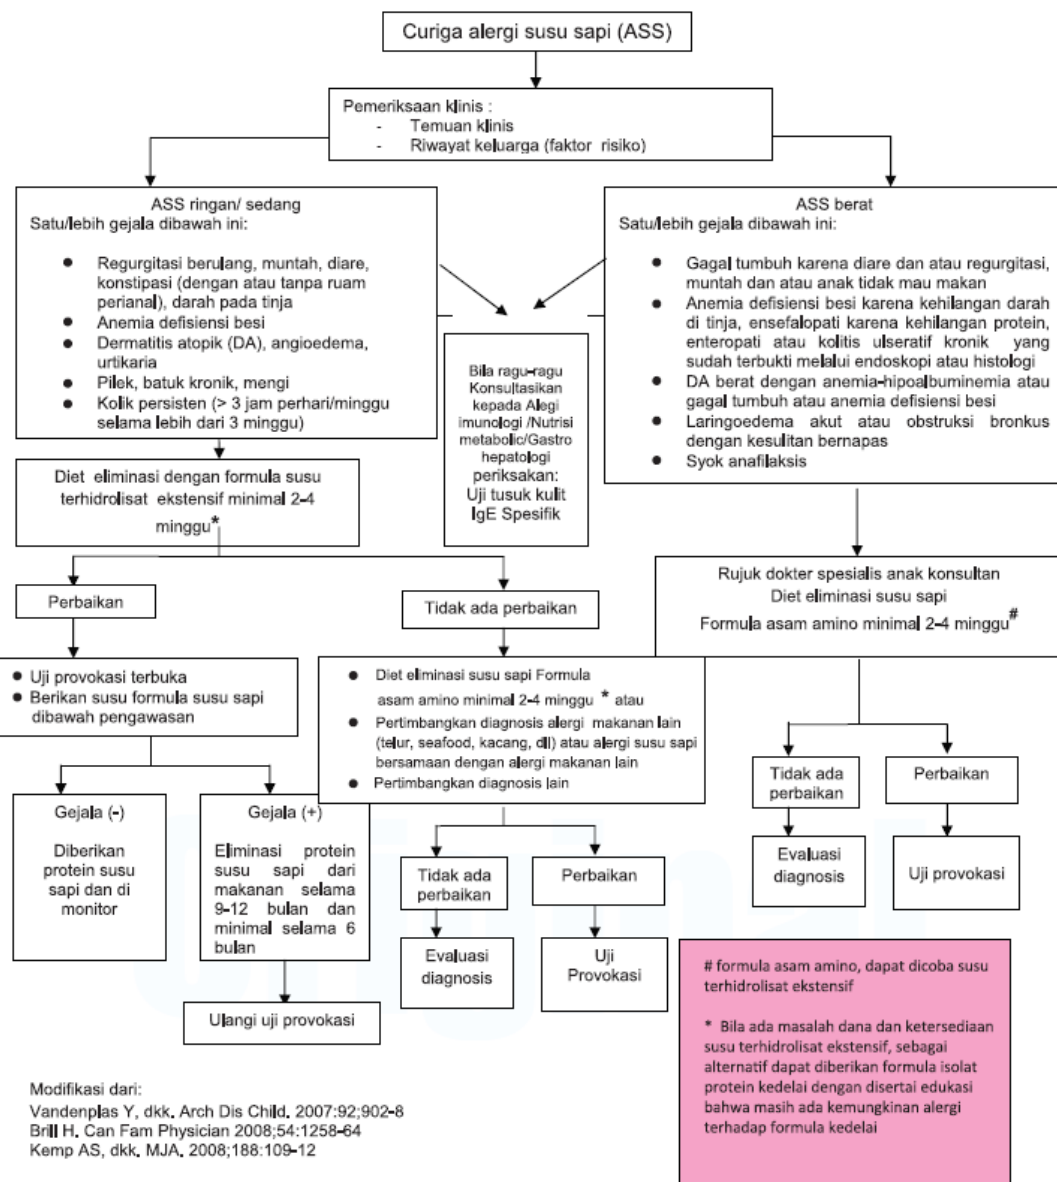 Curiga alergi susu sapi (ASS)
Pemeriksaan klinis :
- Temuan klinis
- Riwayat keluarga (faktor risiko)
ASS ringan/ sedang
Satu/lebih gejala dibawah ini:
● Regurgitasi berulang, muntah, diare,
konstipasi (dengan atau tanpa ruam
perianal), darah pada tinja
● Anemia defisiensi besi
● Dermatitis atopik (DA), angioedema,
urtikaria
● Pilek, batuk kronik, mengi
● Kolik persisten (> 3 jam perhari/minggu
selama lebih dari 3 minggu)
ASS berat
Satu/lebih gejala dibawah ini:
● Gagal tumbuh karena diare dan atau regurgitasi,
muntah dan atau anak tidak mau makan
● Anemia defisiensi besi karena kehilangan darah
di tinja, ensefalopati karena kehilangan protein,
enteropati atau kolitis ulseratif kronik yang
sudah terbukti melalui endoskopi atau histologi
● DA berat dengan anemia-hipoalbuminemia atau
gagal tumbuh atau anemia defisiensi besi
● Laringoedema akut atau obstruksi bronkus
dengan kesulitan bernapas
● Syok anafilaksis
Bila ragu-ragu
Konsultasikan
kepada Alegi
imunologi /Nutrisi
metabolic/Gastro
hepatologi
periksakan:
Uji tusuk kulit
IgE Spesifik
Diet eliminasi dengan formula susu
terhidrolisat ekstensif minimal 2-4
minggu*
Perbaikan
Tidak ada perbaikan
Rujuk dokter spesialis anak konsultan
Diet eliminasi susu sapi
Formula asam amino minimal 2-4 minggu#
● Uji provokasi terbuka
● Berikan susu formula susu sapi
dibawah pengawasan
● Diet eliminasi susu sapi Formula
asam amino minimal 2-4 minggu * atau
● Pertimbangkan diagnosis alergi makanan lain
(telur, seafood, kacang, dll) atau alergi susu sapi
bersamaan dengan alergi makanan lain
● Pertimbangkan diagnosis lain
Tidak ada
perbaikan
Perbaikan
Gejala (-)
Diberikan
protein susu
sapi dan di
monitor
Gejala (+)
Eliminasi protein
susu sapi dari
makanan selama
9-12 bulan dan
minimal selama 6
bulan
Tidak ada
perbaikan
Perbaikan
Evaluasi
diagnosis
Uji provokasi
Evaluasi
diagnosis
Uji
Provokasi
Ulangi uji provokasi
# formula asam amino, dapat dicoba susu
terhidrolisat ekstensif
* Bila ada masalah dana dan ketersediaan
susu terhidrolisat ekstensif, sebagai
alternatif dapat diberikan formula isolat
protein kedelai dengan disertai edukasi
bahwa masih ada kemungkinan alergi
terhadap formula kedelai
Modifikasi dari:
Vandenplas Y, dkk. Arch Dis Child. 2007:92;902-8
Brill H. Can Fam Physician 2008;54:1258-64
Kemp AS, dkk. MJA. 2008;188:109-12